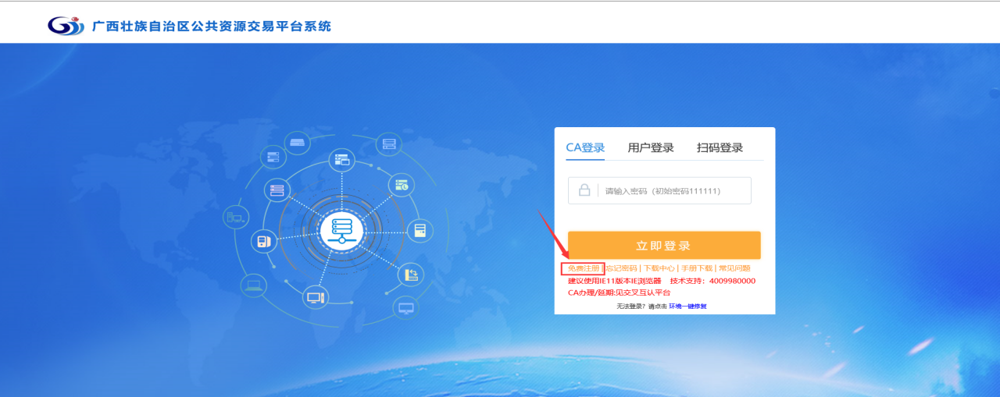 广西壮族自治区公共资源交易平台系统
CA登录 用户登录 扫码登录
请输入密码（初始密码111111）
立即登录
免费注册 | 忘记密码 | 下载中心 | 手册下载 | 常见问题
建议使用IE11版本IE浏览器 技术支持：4009980000
CA办理/延期:见交叉互认平台
无法登录？请点击 环境一键修复